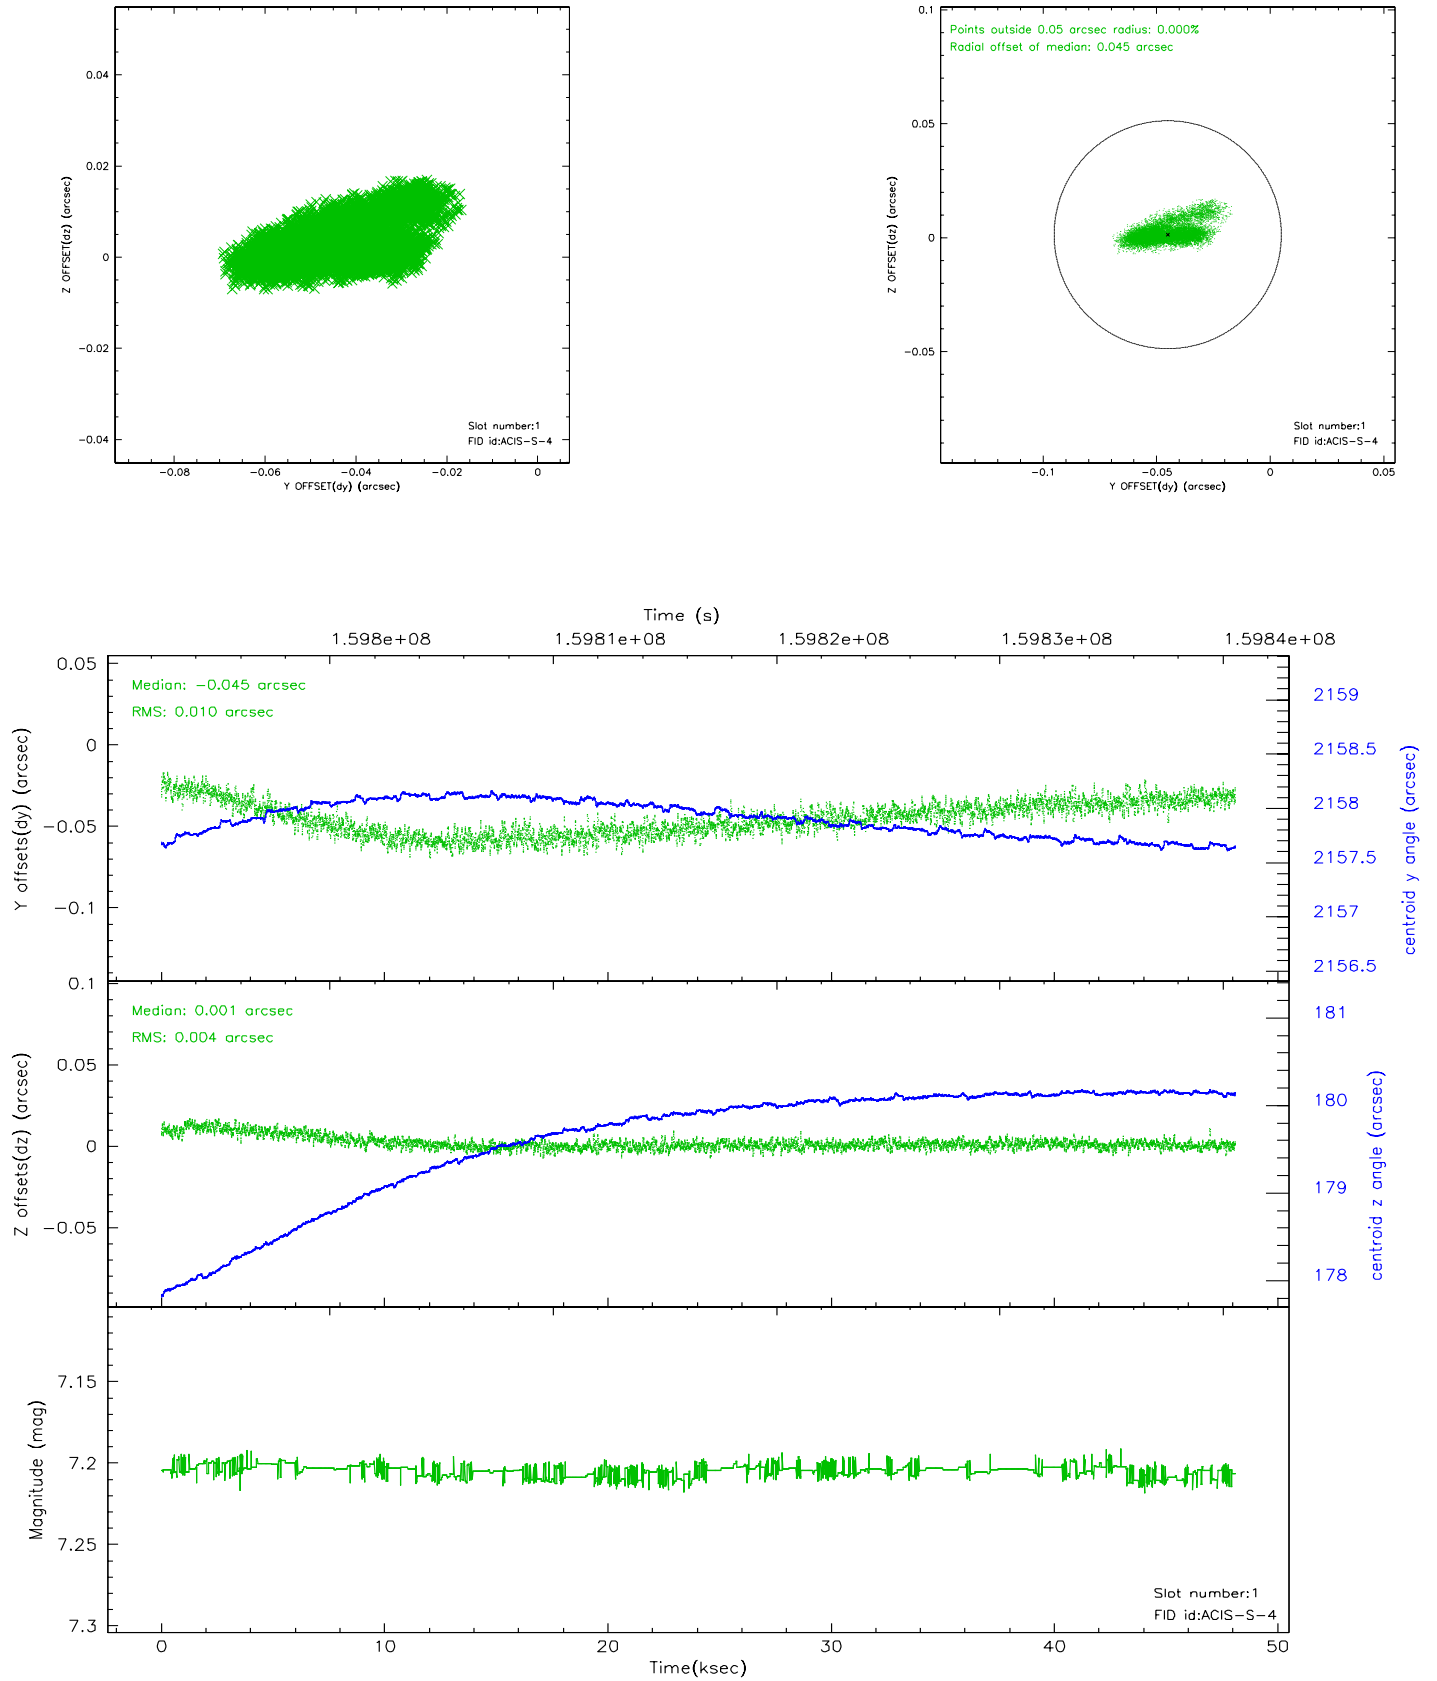 0.04
0.02
0
−0.02
−0.04
Z OFFSET(dz) (arcsec)
Slot number:1
FID id:ACIS−S−4
−0.08 −0.06 −0.04 −0.02 0
Y OFFSET(dy) (arcsec)
0.1
0.05
0
−0.05
Z OFFSET(dz) (arcsec)
Points outside 0.05 arcsec radius: 0.000%
Radial offset of median: 0.045 arcsec
Slot number:1
FID id:ACIS−S−4
−0.1 −0.05 0 0.05
Y OFFSET(dy) (arcsec)
Time (s)
1.598e+08 1.5981e+08 1.5982e+08 1.5983e+08 1.5984e+08
0.05
0
−0.05
−0.1
Y offsets(dy) (arcsec)
Median: −0.045 arcsec
RMS: 0.010 arcsec
2159
2158.5
2158
2157.5
2157
2156.5
centroid y angle (arcsec)
0.1
0.05
0
−0.05
Z offsets(dz) (arcsec)
Median: 0.001 arcsec
RMS: 0.004 arcsec
181
180
179
178
centroid z angle (arcsec)
7.15
7.2
7.25
7.3
Magnitude (mag)
Slot number:1
FID id:ACIS−S−4
0 10 20 30 40 50
Time(ksec)